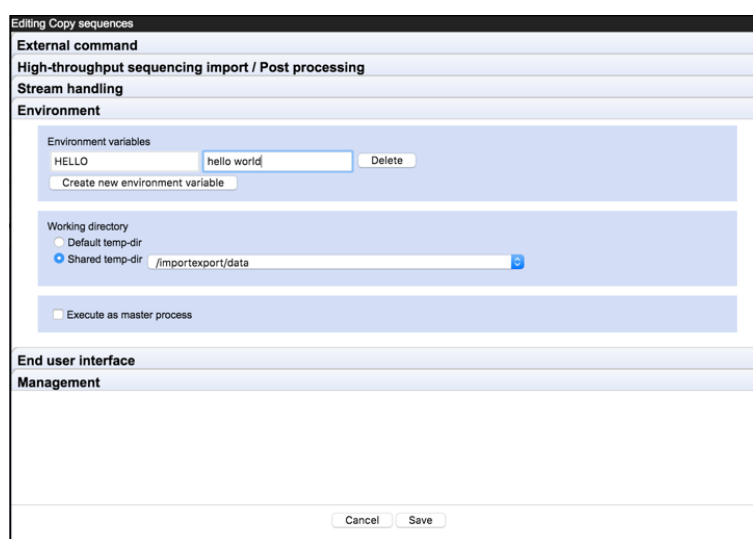 Editing Copy sequences
External command
High-throughput sequencing import / Post processing
Stream handling
Environment
Environment variables
HELLO hello world Delete
Create new environment variable
Working directory
Default temp-dir
Shared temp-dir /importexport/data
Execute as master process
End user interface
Management
Cancel Save